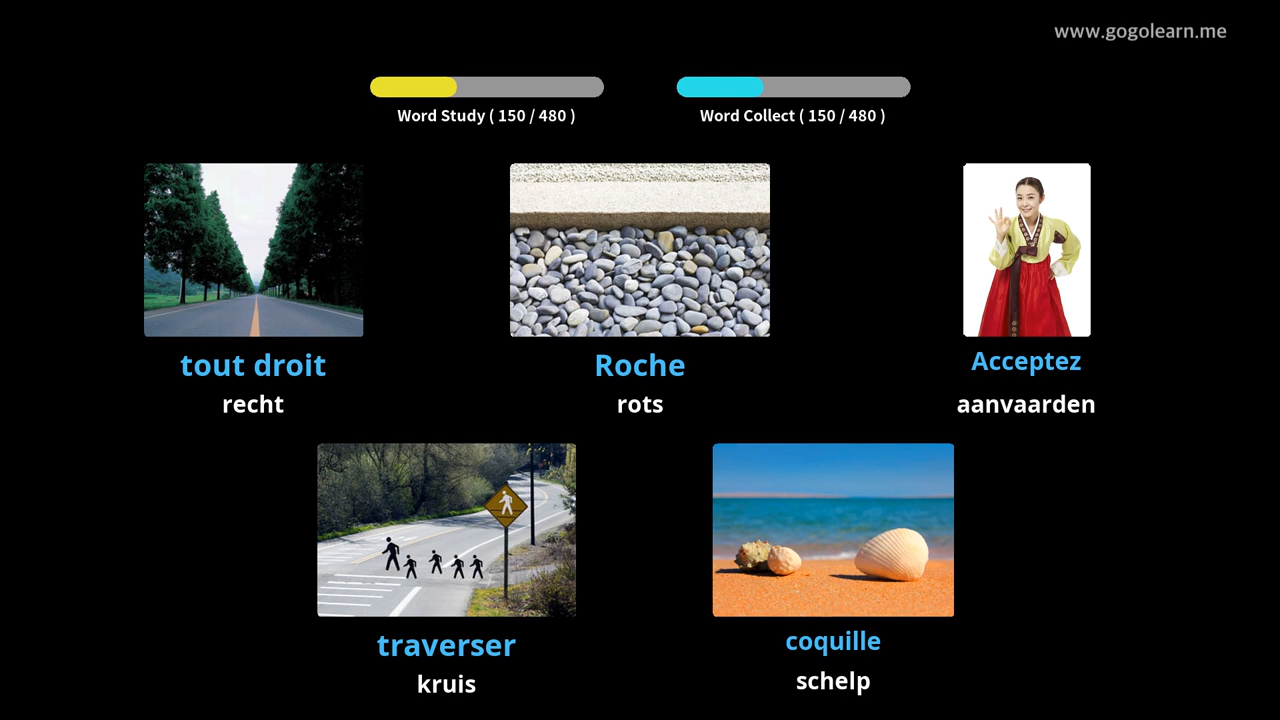 www.gogolearn.me
Word Study ( 150 / 480 )
Word Collect ( 150 / 480 )
tout droit
recht
Roche
rots
Acceptez
aanvaarden
traverser
kruis
coquille
schelp